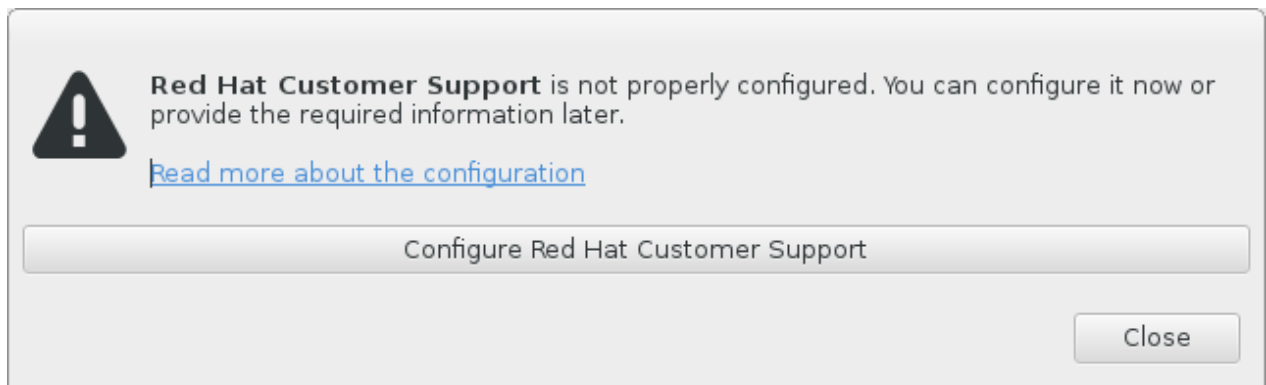 Red Hat Customer Support is not properly configured. You can configure it now or
provide the required information later.
Read more about the configuration
Configure Red Hat Customer Support
Close